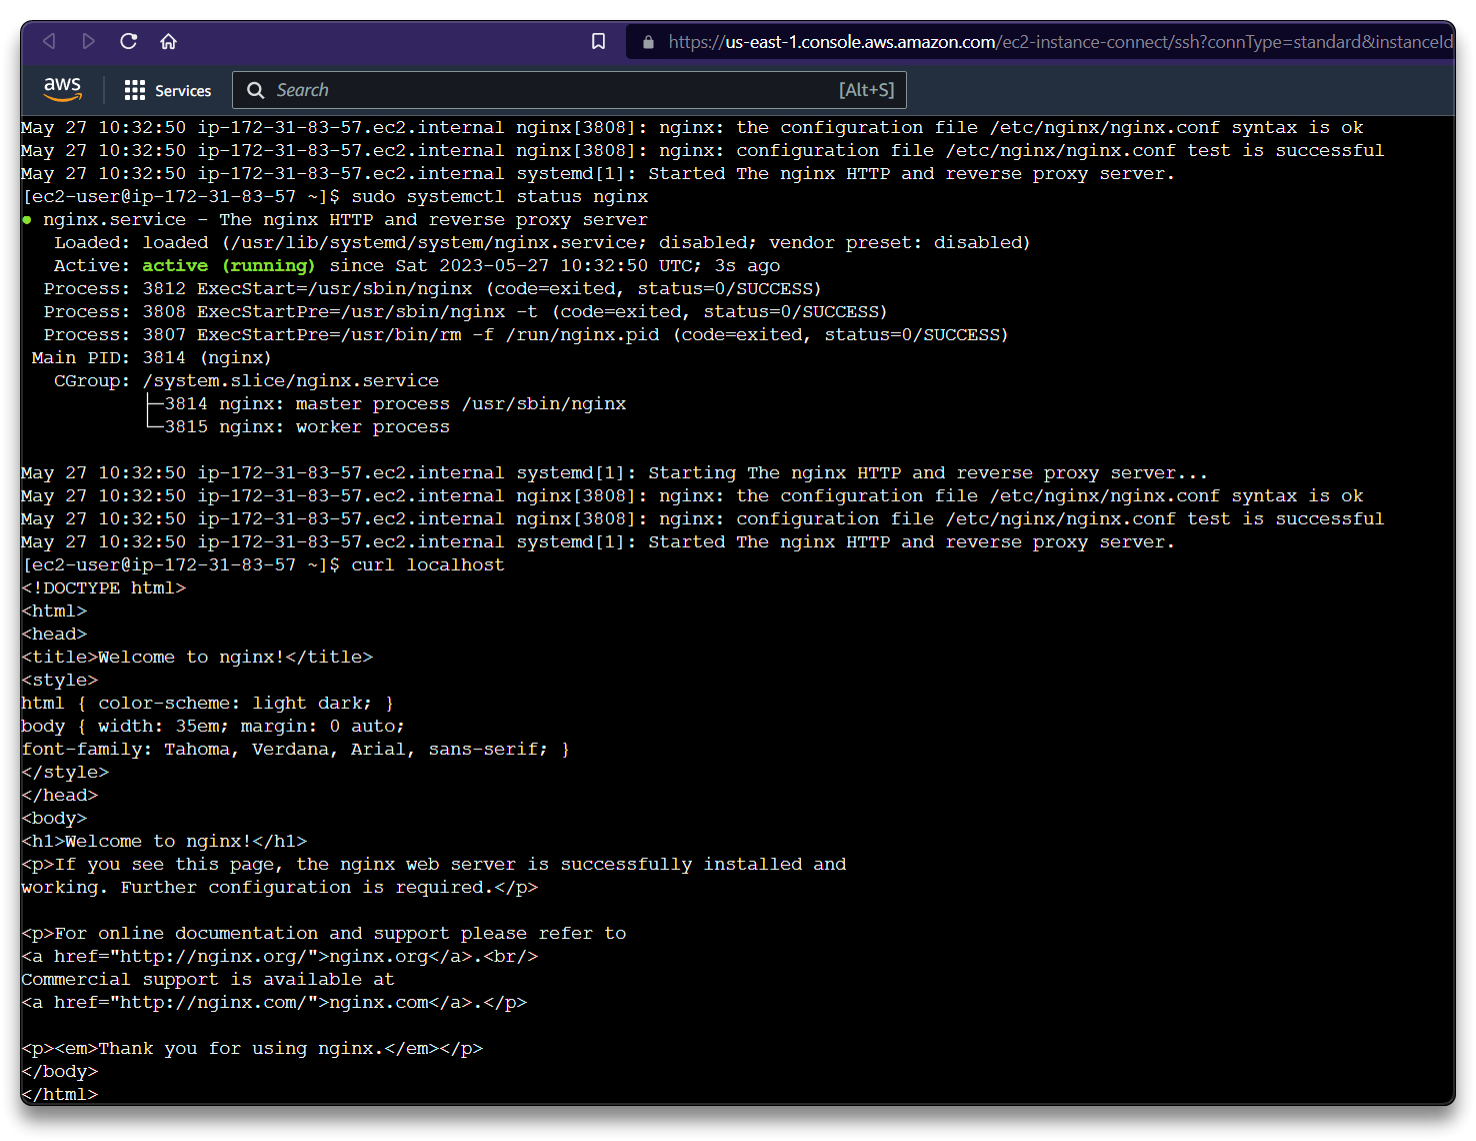 https://us-east-1.console.aws.amazon.com/ec2-instance-connect/ssh?connType=standard&instanceId
aws Services Search [Alt+S]
May 27 10:32:50 ip-172-31-83-57.ec2.internal nginx[3808]: nginx: the configuration file /etc/nginx/nginx.conf syntax is ok
May 27 10:32:50 ip-172-31-83-57.ec2.internal nginx[3808]: nginx: configuration file /etc/nginx/nginx.conf test is successful
May 27 10:32:50 ip-172-31-83-57.ec2.internal systemd[1]: Started The nginx HTTP and reverse proxy server.
[ec2-user@ip-172-31-83-57 ~]$ sudo systemctl status nginx
● nginx.service - The nginx HTTP and reverse proxy server
   Loaded: loaded (/usr/lib/systemd/system/nginx.service; disabled; vendor preset: disabled)
   Active: active (running) since Sat 2023-05-27 10:32:50 UTC; 3s ago
  Process: 3812 ExecStart=/usr/sbin/nginx (code=exited, status=0/SUCCESS)
  Process: 3808 ExecStartPre=/usr/sbin/nginx -t (code=exited, status=0/SUCCESS)
  Process: 3807 ExecStartPre=/usr/bin/rm -f /run/nginx.pid (code=exited, status=0/SUCCESS)
 Main PID: 3814 (nginx)
   CGroup: /system.slice/nginx.service
           ├─3814 nginx: master process /usr/sbin/nginx
           └─3815 nginx: worker process

May 27 10:32:50 ip-172-31-83-57.ec2.internal systemd[1]: Starting The nginx HTTP and reverse proxy server...
May 27 10:32:50 ip-172-31-83-57.ec2.internal nginx[3808]: nginx: the configuration file /etc/nginx/nginx.conf syntax is ok
May 27 10:32:50 ip-172-31-83-57.ec2.internal nginx[3808]: nginx: configuration file /etc/nginx/nginx.conf test is successful
May 27 10:32:50 ip-172-31-83-57.ec2.internal systemd[1]: Started The nginx HTTP and reverse proxy server.
[ec2-user@ip-172-31-83-57 ~]$ curl localhost
<!DOCTYPE html>
<html>
<head>
<title>Welcome to nginx!</title>
<style>
html { color-scheme: light dark; }
body { width: 35em; margin: 0 auto;
font-family: Tahoma, Verdana, Arial, sans-serif; }
</style>
</head>
<body>
<h1>Welcome to nginx!</h1>
<p>If you see this page, the nginx web server is successfully installed and
working. Further configuration is required.</p>

<p>For online documentation and support please refer to
<a href="http://nginx.org/">nginx.org</a>.<br/>
Commercial support is available at
<a href="http://nginx.com/">nginx.com</a>.</p>

<p><em>Thank you for using nginx.</em></p>
</body>
</html>